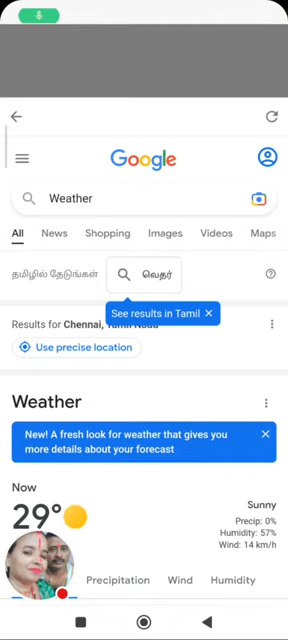 Google
Weather
All News Shopping Images Videos Maps
தமிழில் தேடுங்கள் வெதர்
See results in Tamil
Results for Chennai, Tamil Nadu
Use precise location
Weather
New! A fresh look for weather that gives you
more details about your forecast
Now
29°
Sunny
Precip: 0%
Humidity: 57%
Wind: 14 km/h
Precipitation Wind Humidity